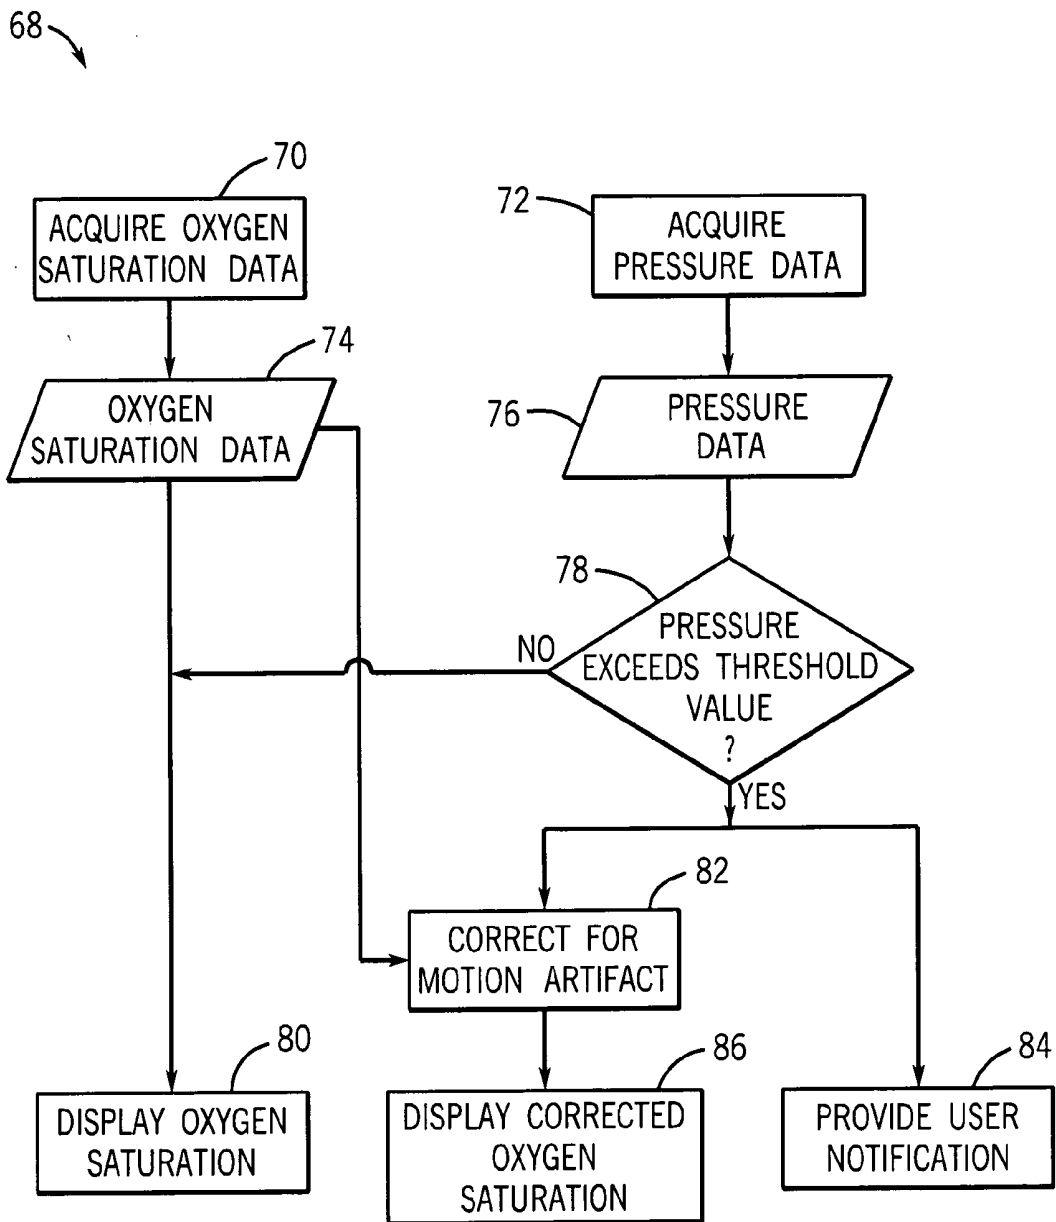 68
70
ACQUIRE OXYGEN
SATURATION DATA
72
ACQUIRE
PRESSURE DATA
74
OXYGEN
SATURATION DATA
76
PRESSURE
DATA
78
PRESSURE
EXCEEDS THRESHOLD
VALUE
?
NO
YES
82
CORRECT FOR
MOTION ARTIFACT
80
DISPLAY OXYGEN
SATURATION
86
DISPLAY CORRECTED
OXYGEN
SATURATION
84
PROVIDE USER
NOTIFICATION